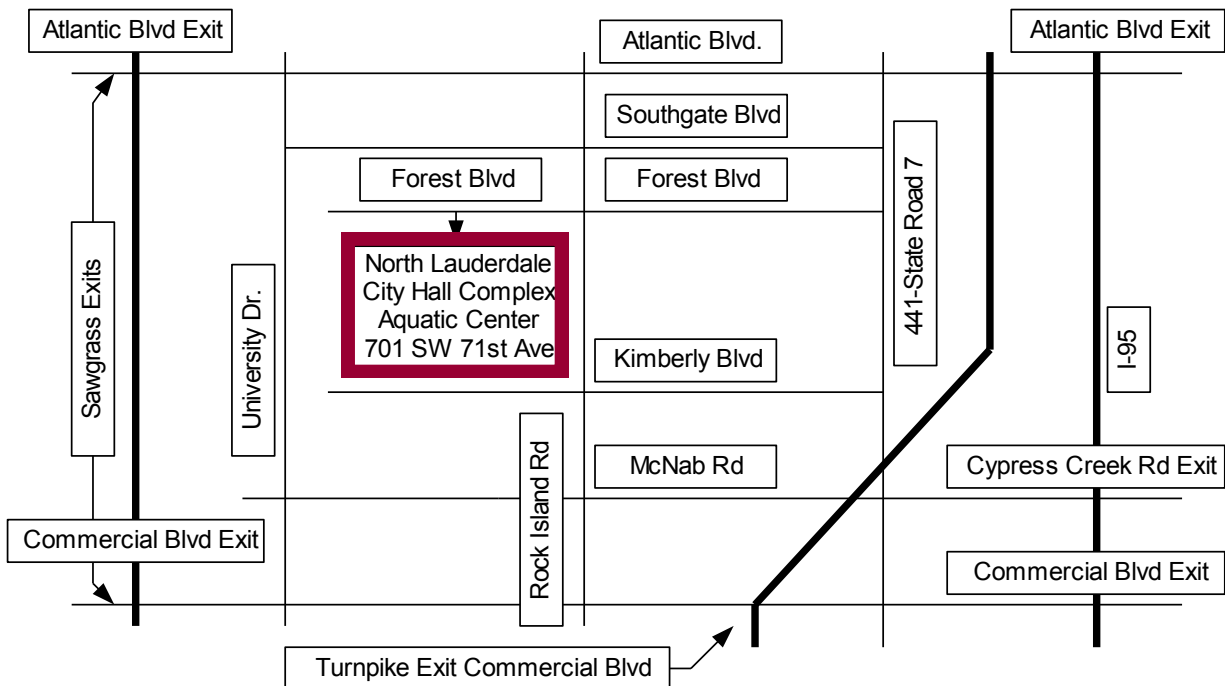 Atlantic Blvd Exit
Atlantic Blvd.
Atlantic Blvd Exit
Southgate Blvd
Forest Blvd
Forest Blvd
441-State Road 7
Sawgrass Exits
University Dr.
North Lauderdale
City Hall Complex
Aquatic Center
701 SW 71st Ave
Kimberly Blvd
I-95
Rock Island Rd
McNab Rd
Cypress Creek Rd Exit
Commercial Blvd Exit
Commercial Blvd Exit
Turnpike Exit Commercial Blvd